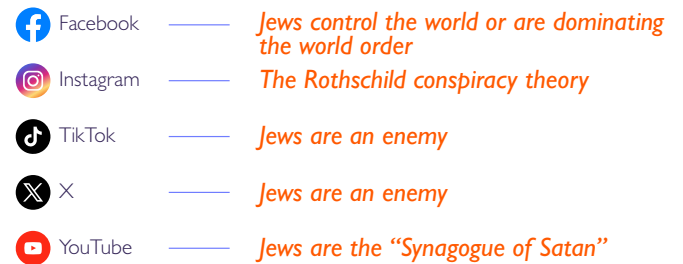 Facebook
Jews control the world or are dominating
the world order
Instagram
The Rothschild conspiracy theory
TikTok
Jews are an enemy
X
Jews are an enemy
YouTube
Jews are the “Synagogue of Satan”